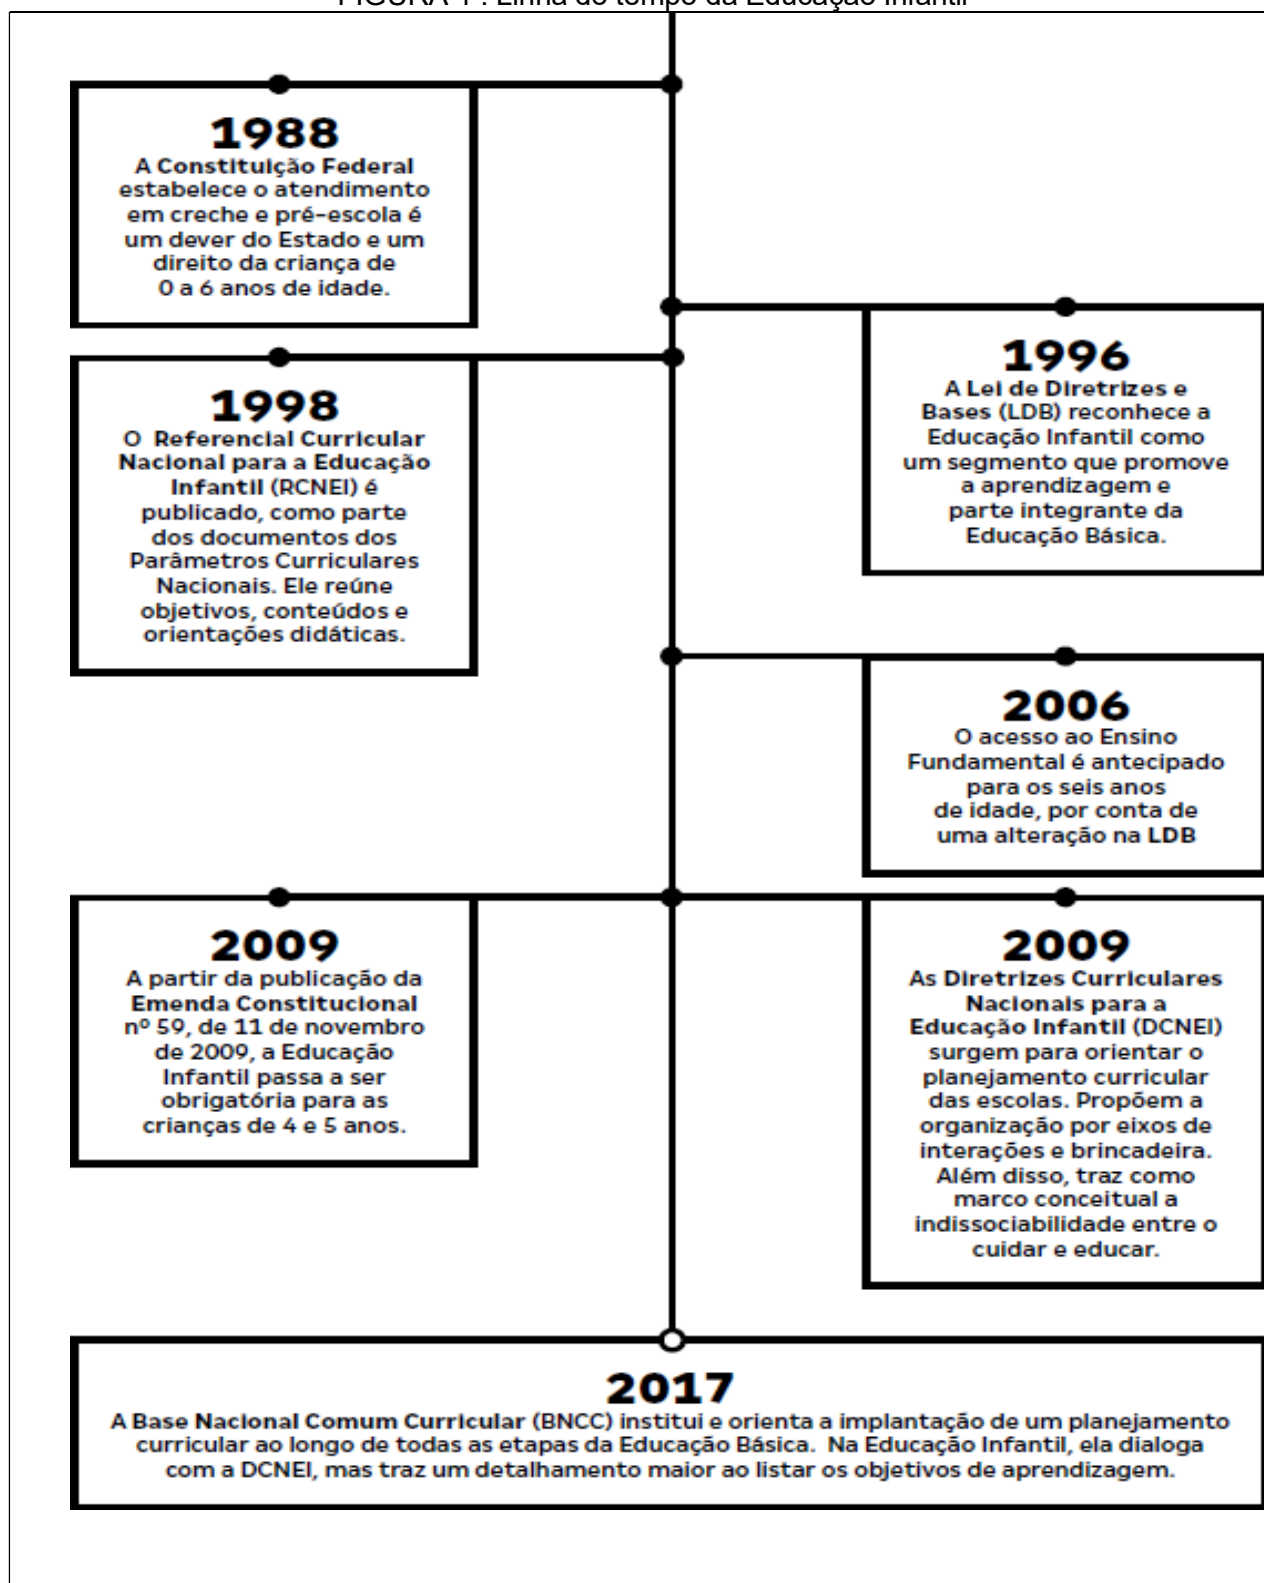 FIGURA 1 : Linha do tempo da Educação Infantil
1988
A Constituição Federal
estabelece o atendimento
em creche e pré-escola é
um dever do Estado e um
direito da criança de
0 a 6 anos de idade.
1996
A Lei de Diretrizes e
Bases (LDB) reconhece a
Educação Infantil como
um segmento que promove
a aprendizagem e
parte integrante da
Educação Básica.
1998
O Referencial Curricular
Nacional para a Educação
Infantil (RCNEI) é
publicado, como parte
dos documentos dos
Parâmetros Curriculares
Nacionais. Ele reúne
objetivos, conteúdos e
orientações didáticas.
2006
O acesso ao Ensino
Fundamental é antecipado
para os seis anos
de idade, por conta de
uma alteração na LDB
2009
A partir da publicação da
Emenda Constitucional
nº 59, de 11 de novembro
de 2009, a Educação
Infantil passa a ser
obrigatória para as
crianças de 4 e 5 anos.
2009
As Diretrizes Curriculares
Nacionais para a
Educação Infantil (DCNEI)
surgem para orientar o
planejamento curricular
das escolas. Propõem a
organização por eixos de
interações e brincadeira.
Além disso, traz como
marco conceitual a
indissociabilidade entre o
cuidar e educar.
2017
A Base Nacional Comum Curricular (BNCC) institui e orienta a implantação de um planejamento
curricular ao longo de todas as etapas da Educação Básica. Na Educação Infantil, ela dialoga
com a DCNEI, mas traz um detalhamento maior ao listar os objetivos de aprendizagem.